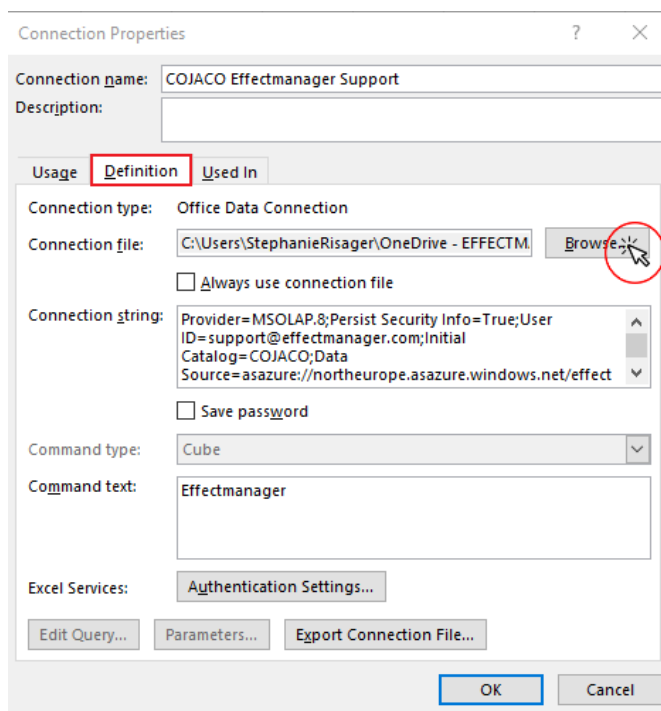 Connection Properties ?
Connection name: COJACO Effectmanager Support
Description:
Usage Definition Used In
Connection type: Office Data Connection
Connection file: C:\Users\StephanieRisager\OneDrive - EFFECTM. Browse...
Always use connection file
Connection string: Provider=MSOLAP.8;Persist Security Info=True;User
ID=support@effectmanager.com;Initial
Catalog=COJACO;Data
Source=asazure://northeurope.asazure.windows.net/effect
Save password
Command type: Cube
Command text: Effectmanager
Excel Services: Authentication Settings...
Edit Query... Parameters... Export Connection File...
OK Cancel